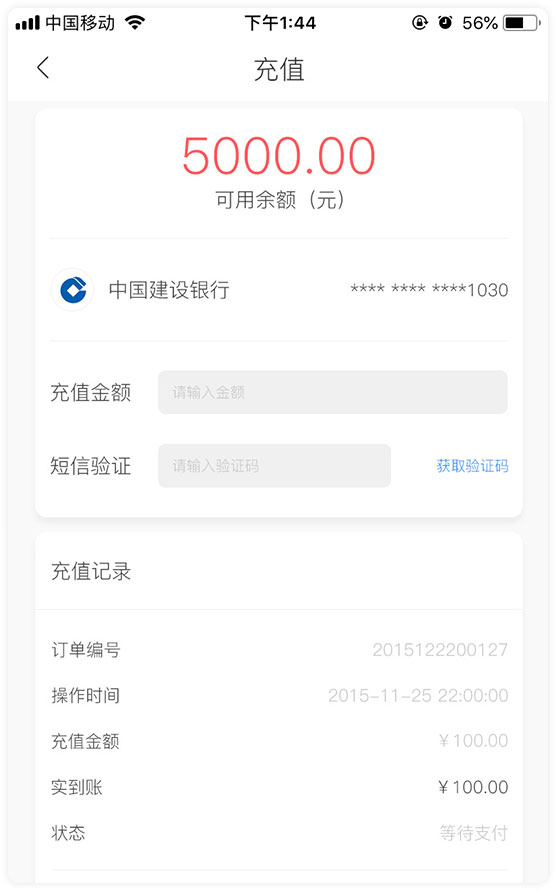 中国移动 下午1:44 56%
充值
5000.00
可用余额（元）
中国建设银行 **** **** ****1030
充值金额 请输入金额
短信验证 请输入验证码 获取验证码
充值记录
订单编号 2015122200127
操作时间 2015-11-25 22:00:00
充值金额 ￥100.00
实到账 ￥100.00
状态 等待支付